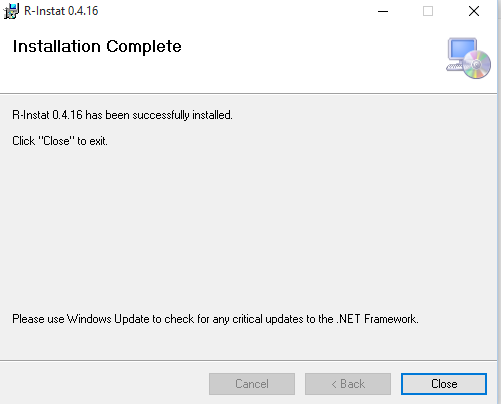 R-Instat 0.4.16
Installation Complete
R-Instat 0.4.16 has been successfully installed.
Click "Close" to exit.
Please use Windows Update to check for any critical updates to the .NET Framework.
Cancel
< Back
Close